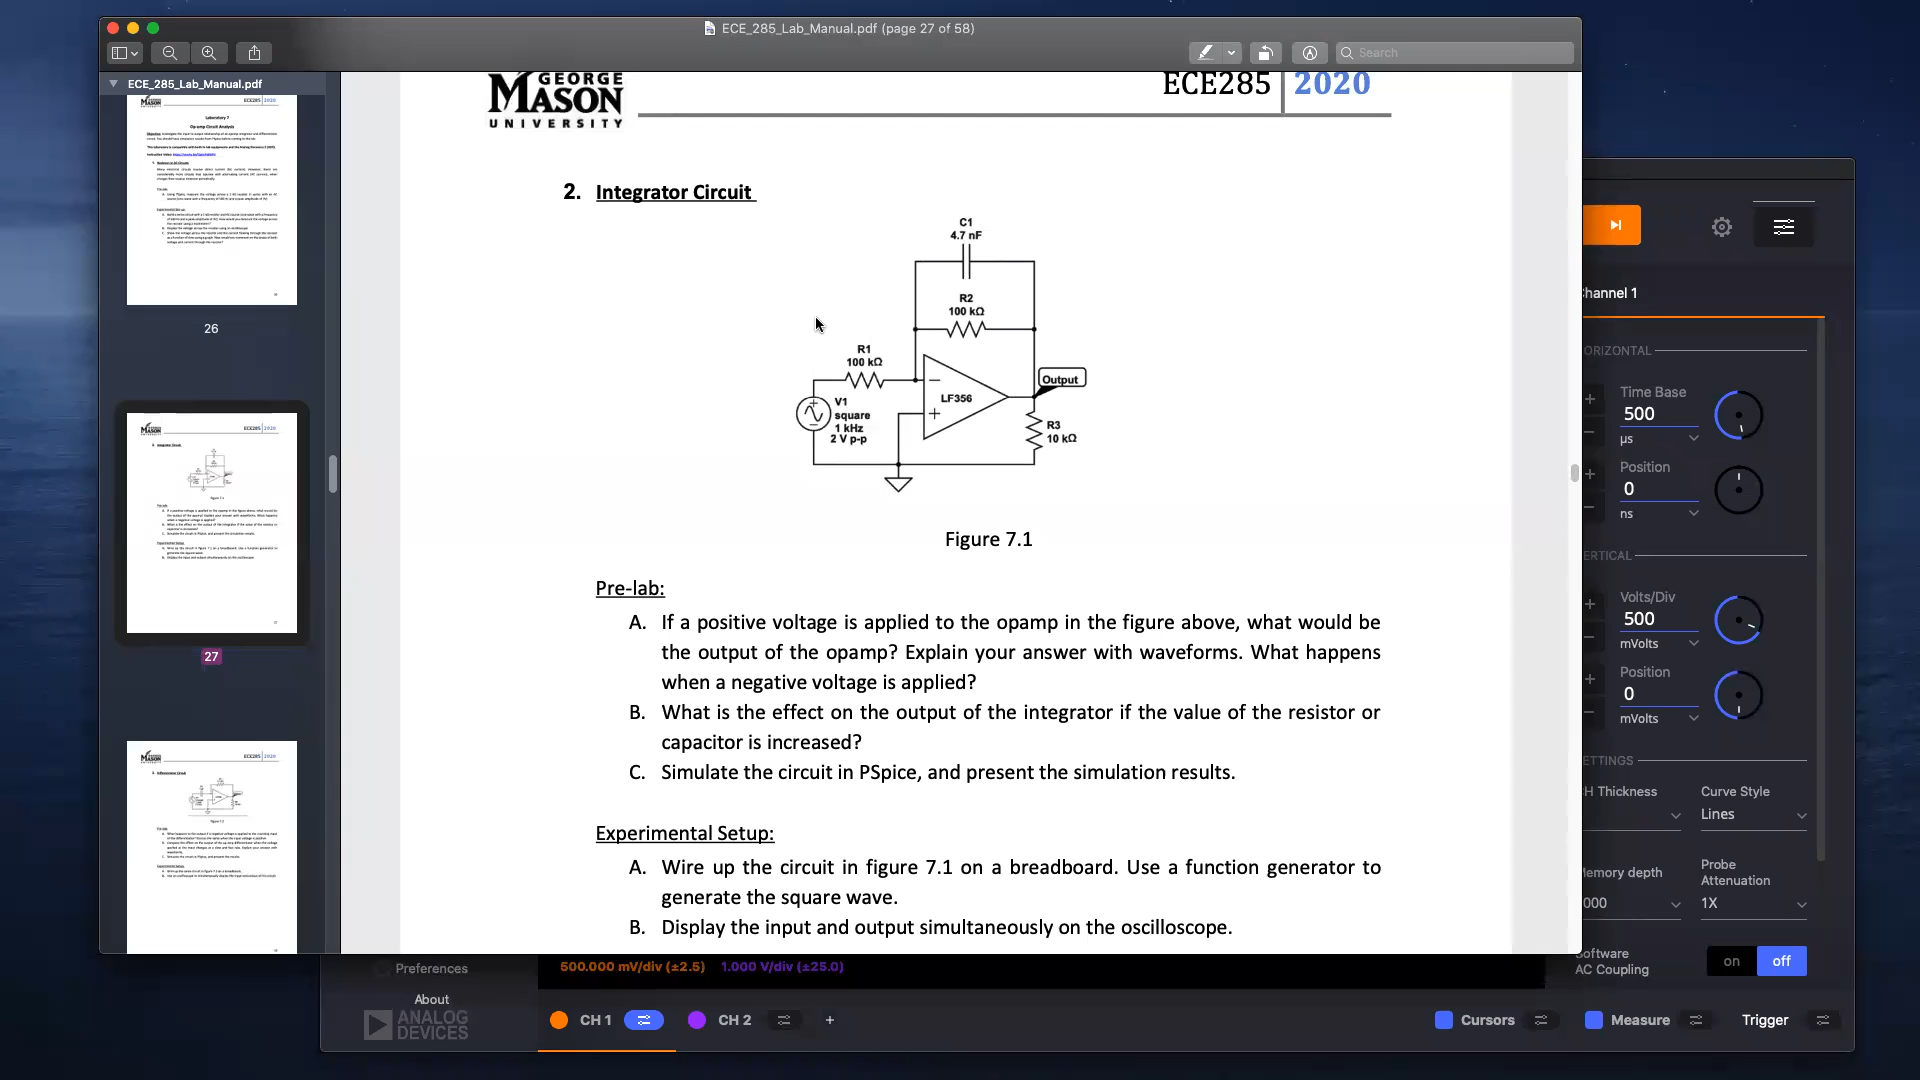 ECE_285_Lab_Manual.pdf (page 27 of 58)
Search
ECE_285_Lab_Manual.pdf
26
27
GEORGE
MASON
UNIVERSITY
ECE285 2020
2. Integrator Circuit
C1
4.7 nF
R2
100 kΩ
R1
100 kΩ
LF356
Output
V1
square
1 kHz
2 V p-p
R3
10 kΩ
Figure 7.1
Pre-lab:
A. If a positive voltage is applied to the opamp in the figure above, what would be
the output of the opamp? Explain your answer with waveforms. What happens
when a negative voltage is applied?
B. What is the effect on the output of the integrator if the value of the resistor or
capacitor is increased?
C. Simulate the circuit in PSpice, and present the simulation results.
Experimental Setup:
A. Wire up the circuit in figure 7.1 on a breadboard. Use a function generator to
generate the square wave.
B. Display the input and output simultaneously on the oscilloscope.
hannel 1
ORIZONTAL
Time Base
500
µs
Position
0
ns
ERTICAL
Volts/Div
500
mVolts
Position
0
mVolts
ETTINGS
H Thickness
Curve Style
Lines
emory depth
000
Probe
Attenuation
1X
oftware
AC Coupling
on
off
Preferences
About
ANALOG
DEVICES
500.000 mV/div (±2.5) 1.000 V/div (±25.0)
CH 1
CH 2
+
Cursors
Measure
Trigger